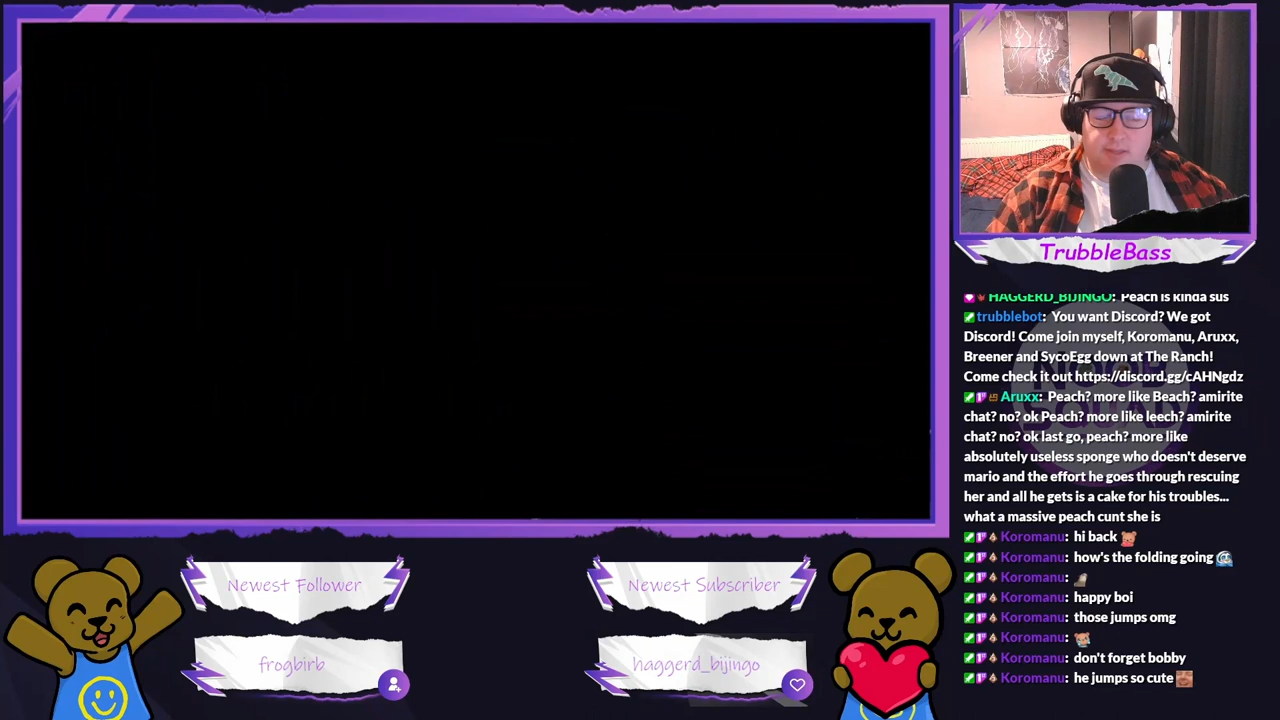 TrubbleBass
HAGGERD_BIJINGO: Peach is kinda sus
trubblebot: You want Discord? We got
Discord! Come join myself, Koromanu, Aruxx,
Breener and SycoEgg down at The Ranch!
Come check it out https://discord.gg/cAHNgdz
Aruxx: Peach? more like Beach? amirite
chat? no? ok Peach? more like leech? amirite
chat? no? ok last go, peach? more like
absolutely useless sponge who doesn't deserve
mario and the effort he goes through rescuing
her and all he gets is a cake for his troubles...
what a massive peach cunt she is
Koromanu: hi back
Koromanu: how's the folding going
Koromanu:
Koromanu: happy boi
Koromanu: those jumps omg
Koromanu:
Koromanu: don't forget bobby
Koromanu: he jumps so cute
NOOB
SQUAD
Newest Follower
frogbirb
Newest Subscriber
haggerd_bijingo